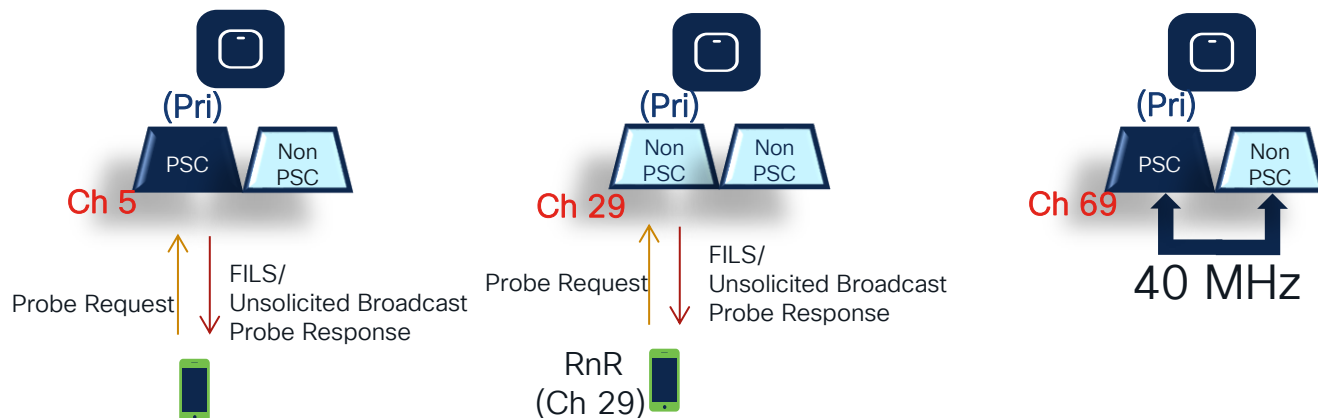 (Pri)
PSC
Non
PSC
Ch 5
Probe Request
FILS/
Unsolicited Broadcast
Probe Response
(Pri)
Non
PSC
Non
PSC
Ch 29
Probe Request
FILS/
Unsolicited Broadcast
Probe Response
RnR
(Ch 29)
(Pri)
PSC
Non
PSC
Ch 69
40 MHz